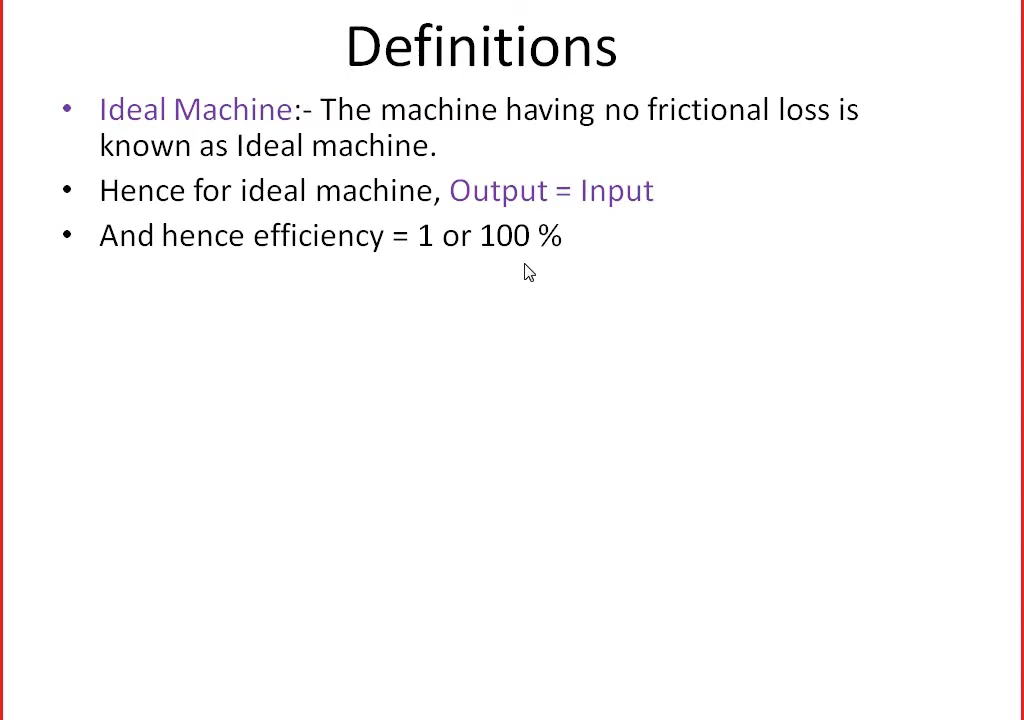 Definitions
• Ideal Machine:- The machine having no frictional loss is
known as Ideal machine.
• Hence for ideal machine, Output = Input
• And hence efficiency = 1 or 100 %